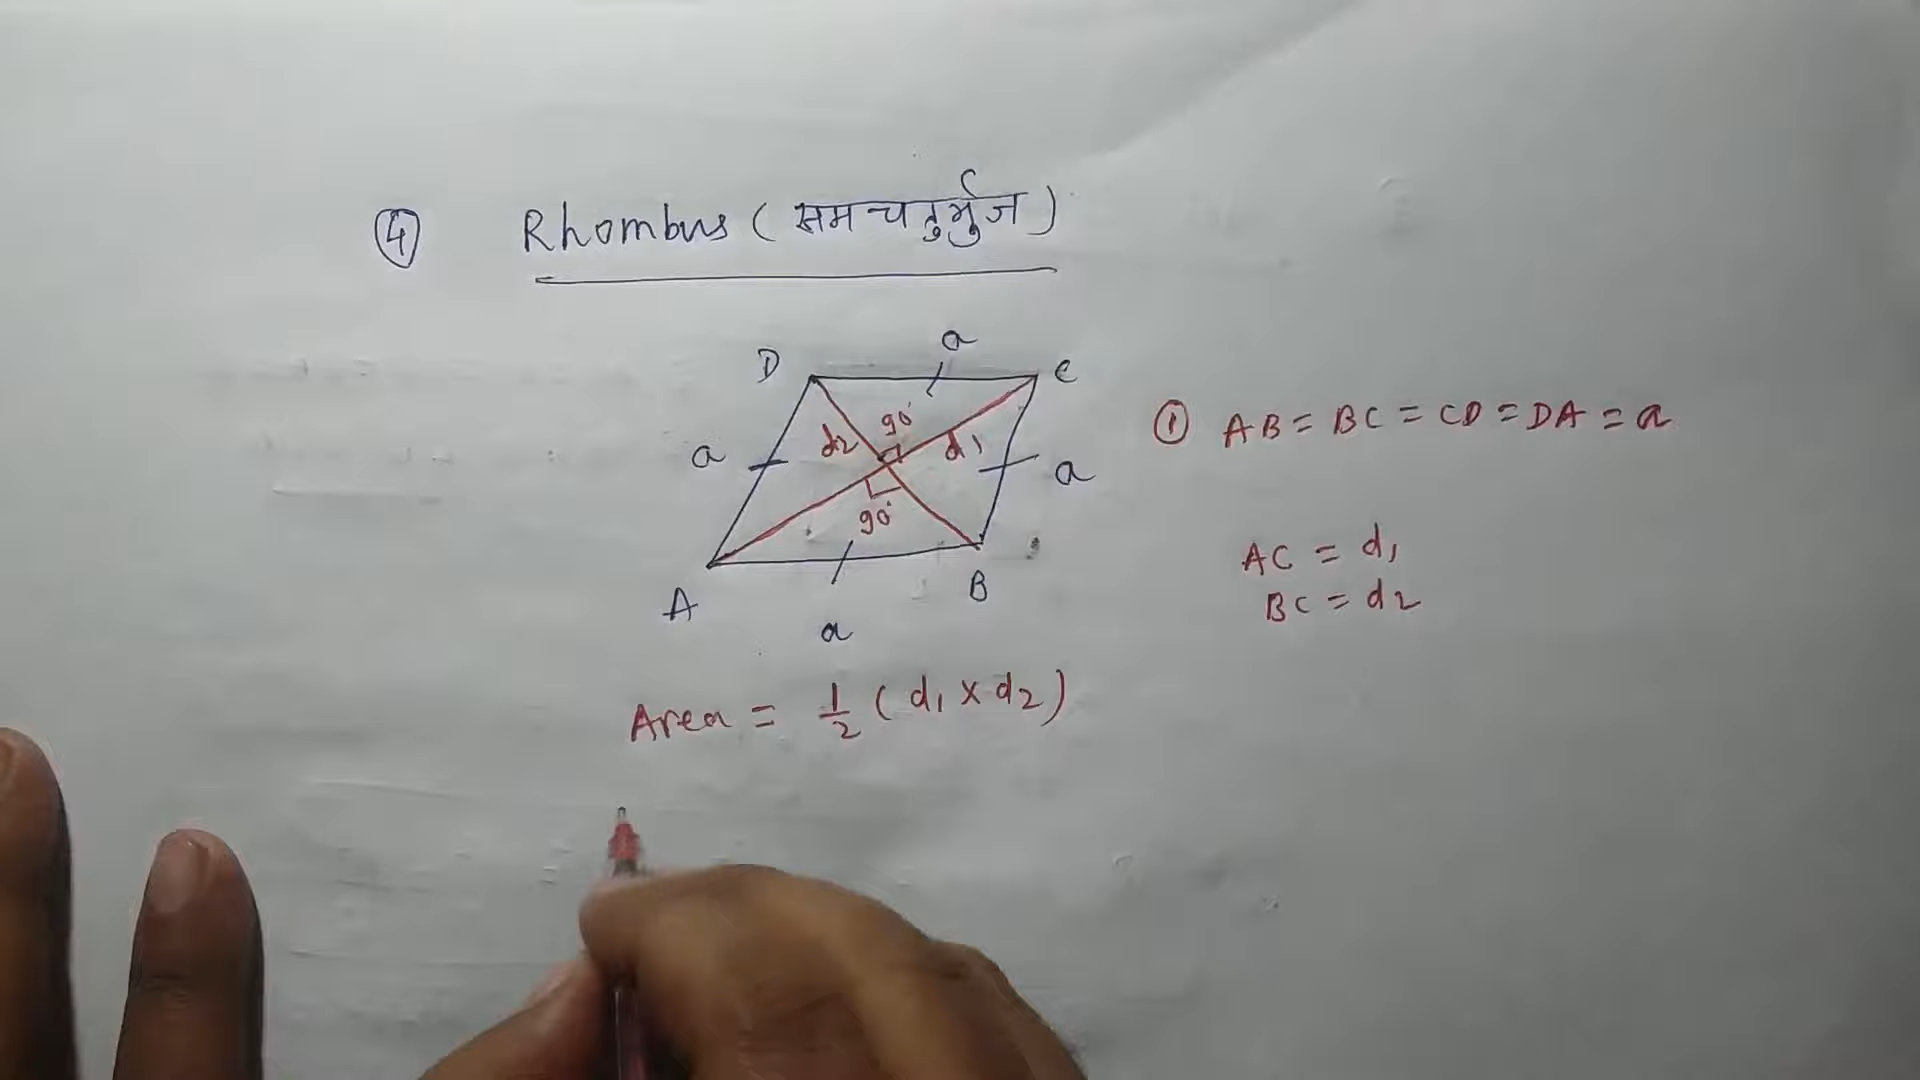 ④ Rhombus (समचतुर्भुज)
D a C
90°
d2 d1
a a
90°
A B
a
① AB = BC = CD = DA = a
AC = d1
BC = d2
Area = 1/2 (d1 × d2)